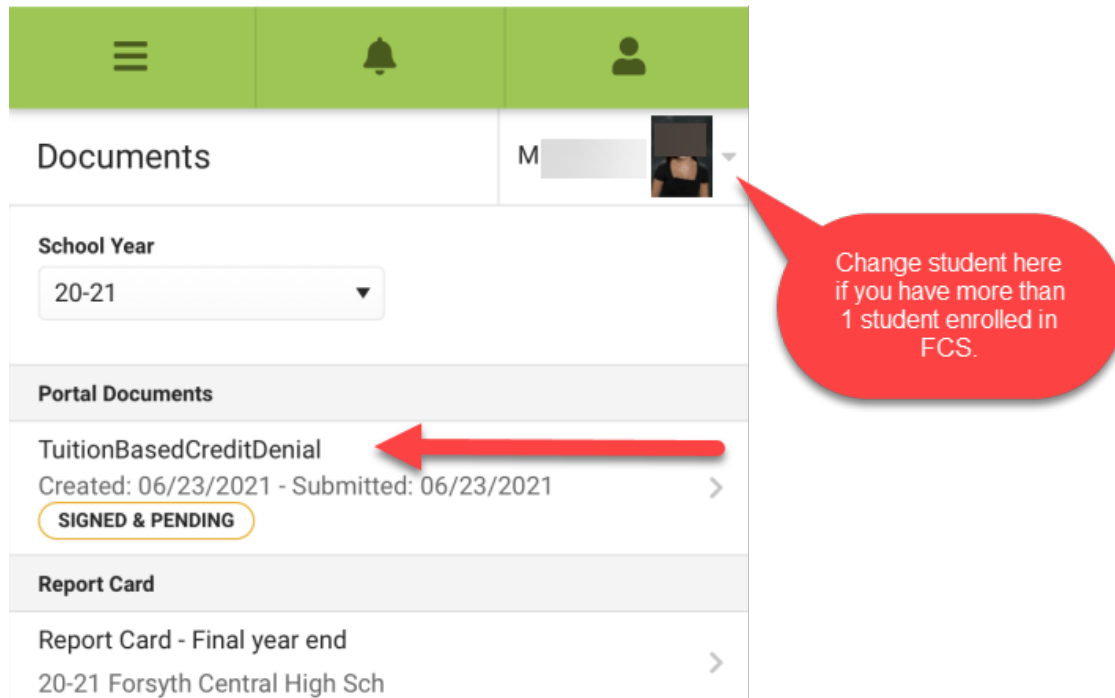 Documents
M
School Year
20-21
Change student here
if you have more than
1 student enrolled in
FCS.
Portal Documents
TuitionBasedCreditDenial
Created: 06/23/2021 - Submitted: 06/23/2021
SIGNED & PENDING
Report Card
Report Card - Final year end
20-21 Forsyth Central High Sch